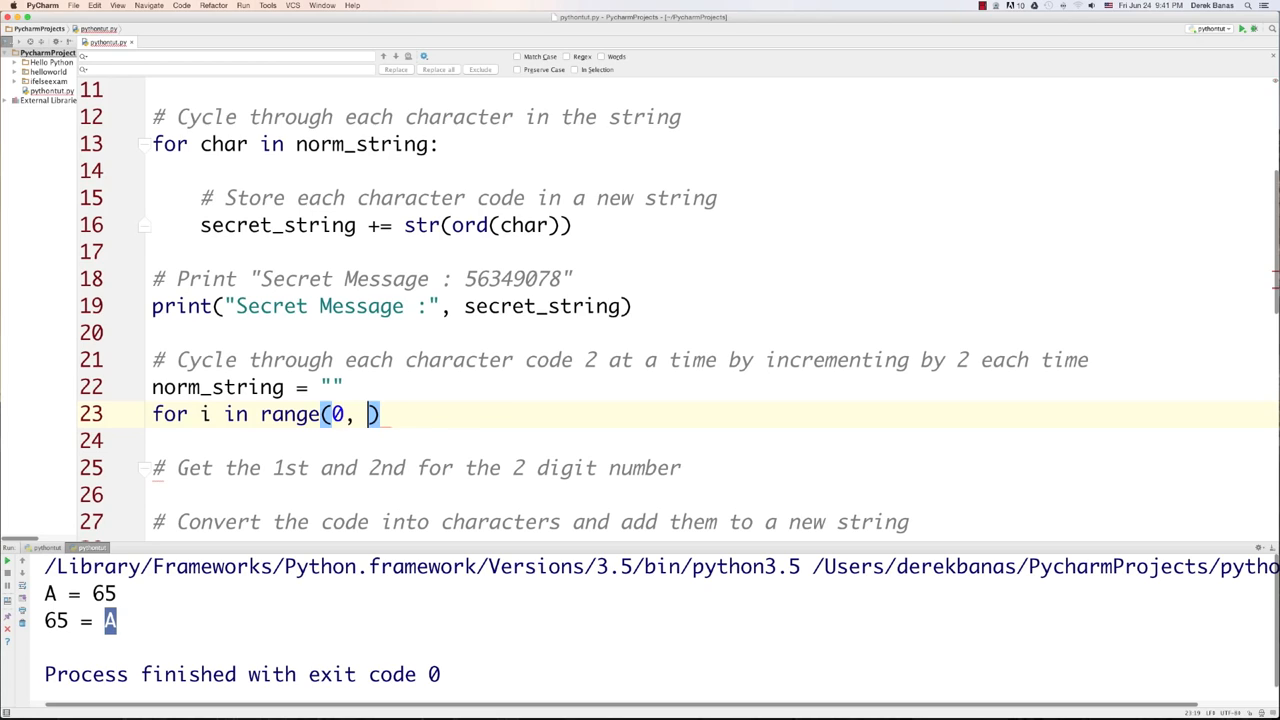 PyCharm File Edit View Navigate Code Refactor Run Tools VCS Window Help Fri Jun 24 9:41 PM Derek Banas
pythontut.py - PycharmProjects - [~/PycharmProjects]
PycharmProjects pythontut.py pythontut
pythontut.py ×
Match Case Regex Words
Replace Replace all Exclude Preserve Case In Selection
PycharmProject
Hello Python
helloworld
ifelseexam
pythontut.py
External Librarie
11
12 # Cycle through each character in the string
13 for char in norm_string:
14
15 # Store each character code in a new string
16 secret_string += str(ord(char))
17
18 # Print "Secret Message : 56349078"
19 print("Secret Message :", secret_string)
20
21 # Cycle through each character code 2 at a time by incrementing by 2 each time
22 norm_string = ""
23 for i in range(0, )
24
25 # Get the 1st and 2nd for the 2 digit number
26
27 # Convert the code into characters and add them to a new string
Run: pythontut pythontut
/Library/Frameworks/Python.framework/Versions/3.5/bin/python3.5 /Users/derekbanas/PycharmProjects/pytho
A = 65
65 = A
Process finished with exit code 0
23:19 LF÷ UTF-8÷